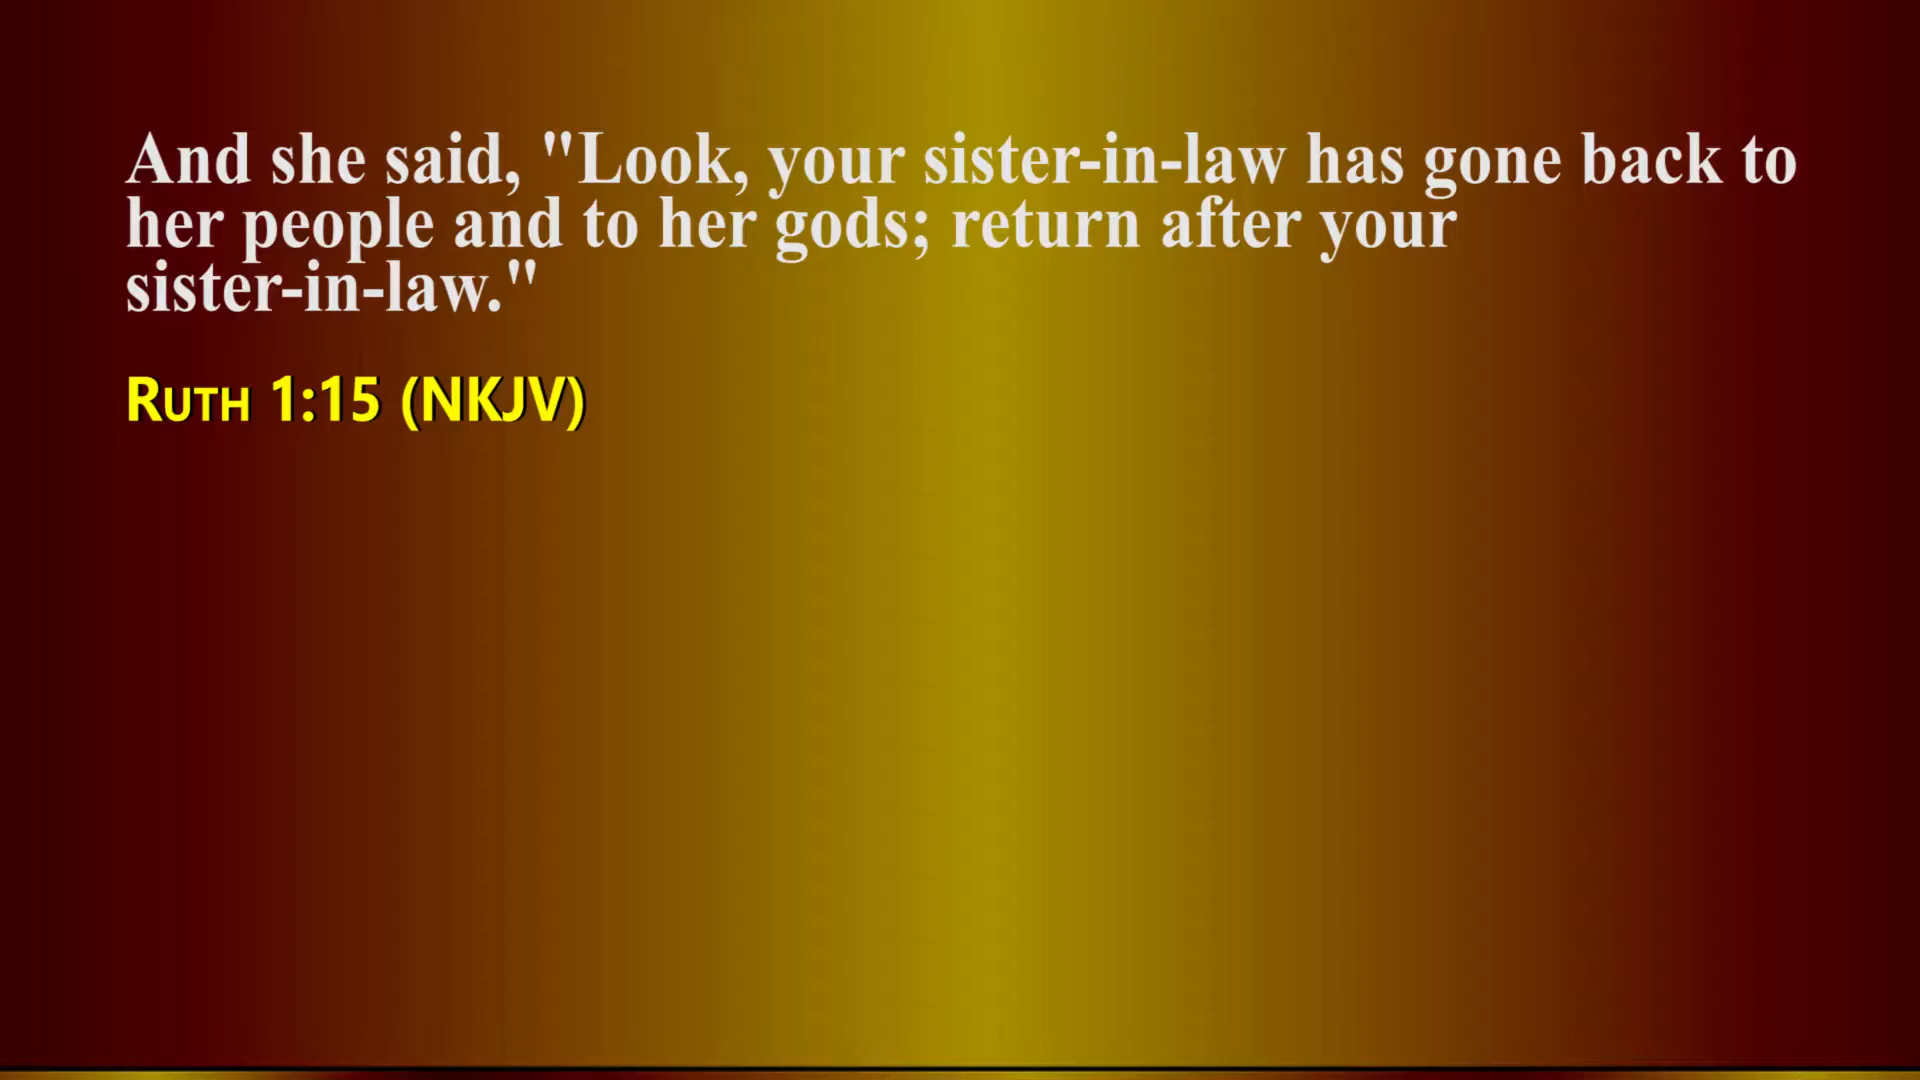 And she said, "Look, your sister-in-law has gone back to
her people and to her gods; return after your
sister-in-law."
Ruth 1:15 (NKJV)